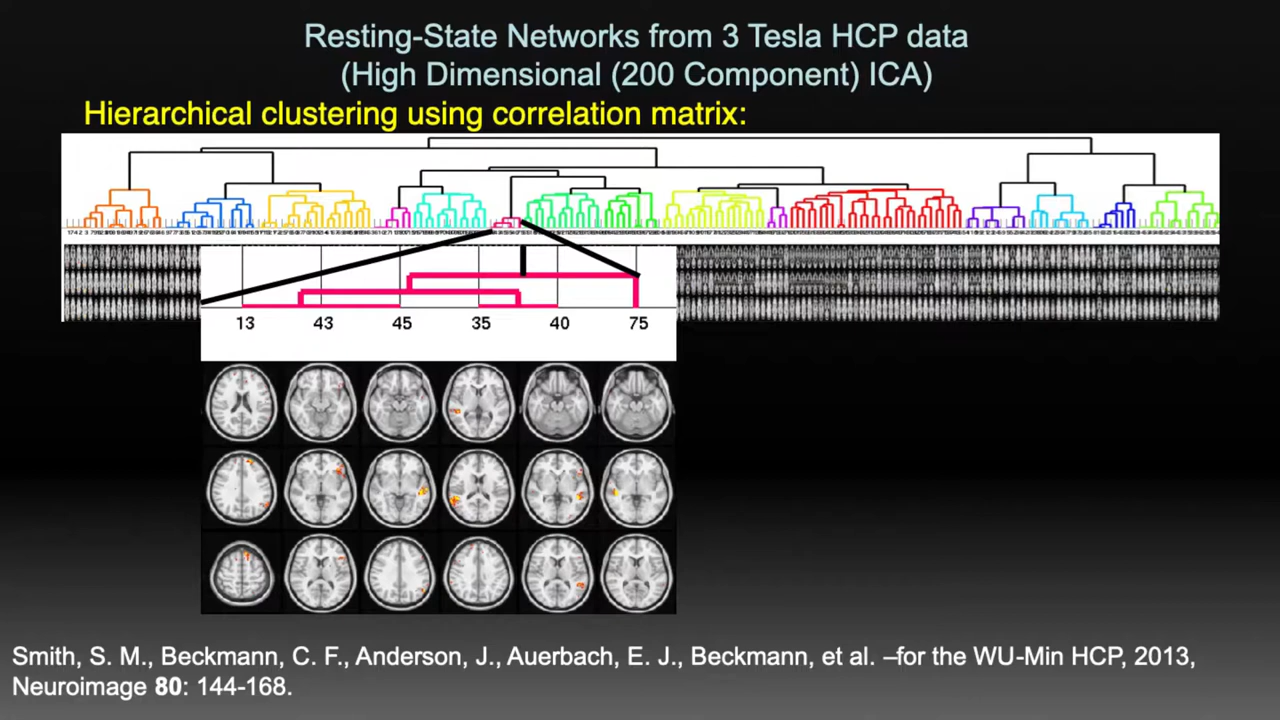 Resting-State Networks from 3 Tesla HCP data
(High Dimensional (200 Component) ICA)
Hierarchical clustering using correlation matrix:
13 43 45 35 40 75
Smith, S. M., Beckmann, C. F., Anderson, J., Auerbach, E. J., Beckmann, et al. –for the WU-Min HCP, 2013,
Neuroimage 80: 144-168.